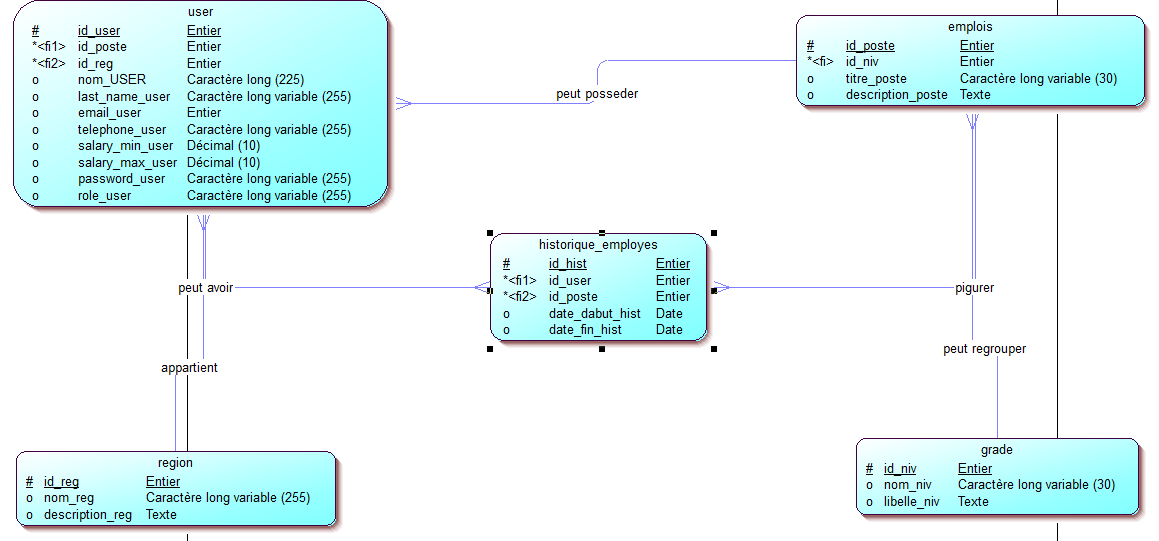 user
# id_user Entier
*<fi1> id_poste Entier
*<fi2> id_reg Entier
o nom_USER Caractère long (225)
o last_name_user Caractère long variable (255)
o email_user Entier
o telephone_user Caractère long variable (255)
o salary_min_user Décimal (10)
o salary_max_user Décimal (10)
o password_user Caractère long variable (255)
o role_user Caractère long variable (255)
emplois
# id_poste Entier
*<fi> id_niv Entier
o titre_poste Caractère long variable (30)
o description_poste Texte
peut posseder
historique_employes
# id_hist Entier
*<fi1> id_user Entier
*<fi2> id_poste Entier
o date_dabut_hist Date
o date_fin_hist Date
peut avoir
pigurer
peut regrouper
appartient
region
# id_reg Entier
o nom_reg Caractère long variable (255)
o description_reg Texte
grade
# id_niv Entier
o nom_niv Caractère long variable (30)
o libelle_niv Texte